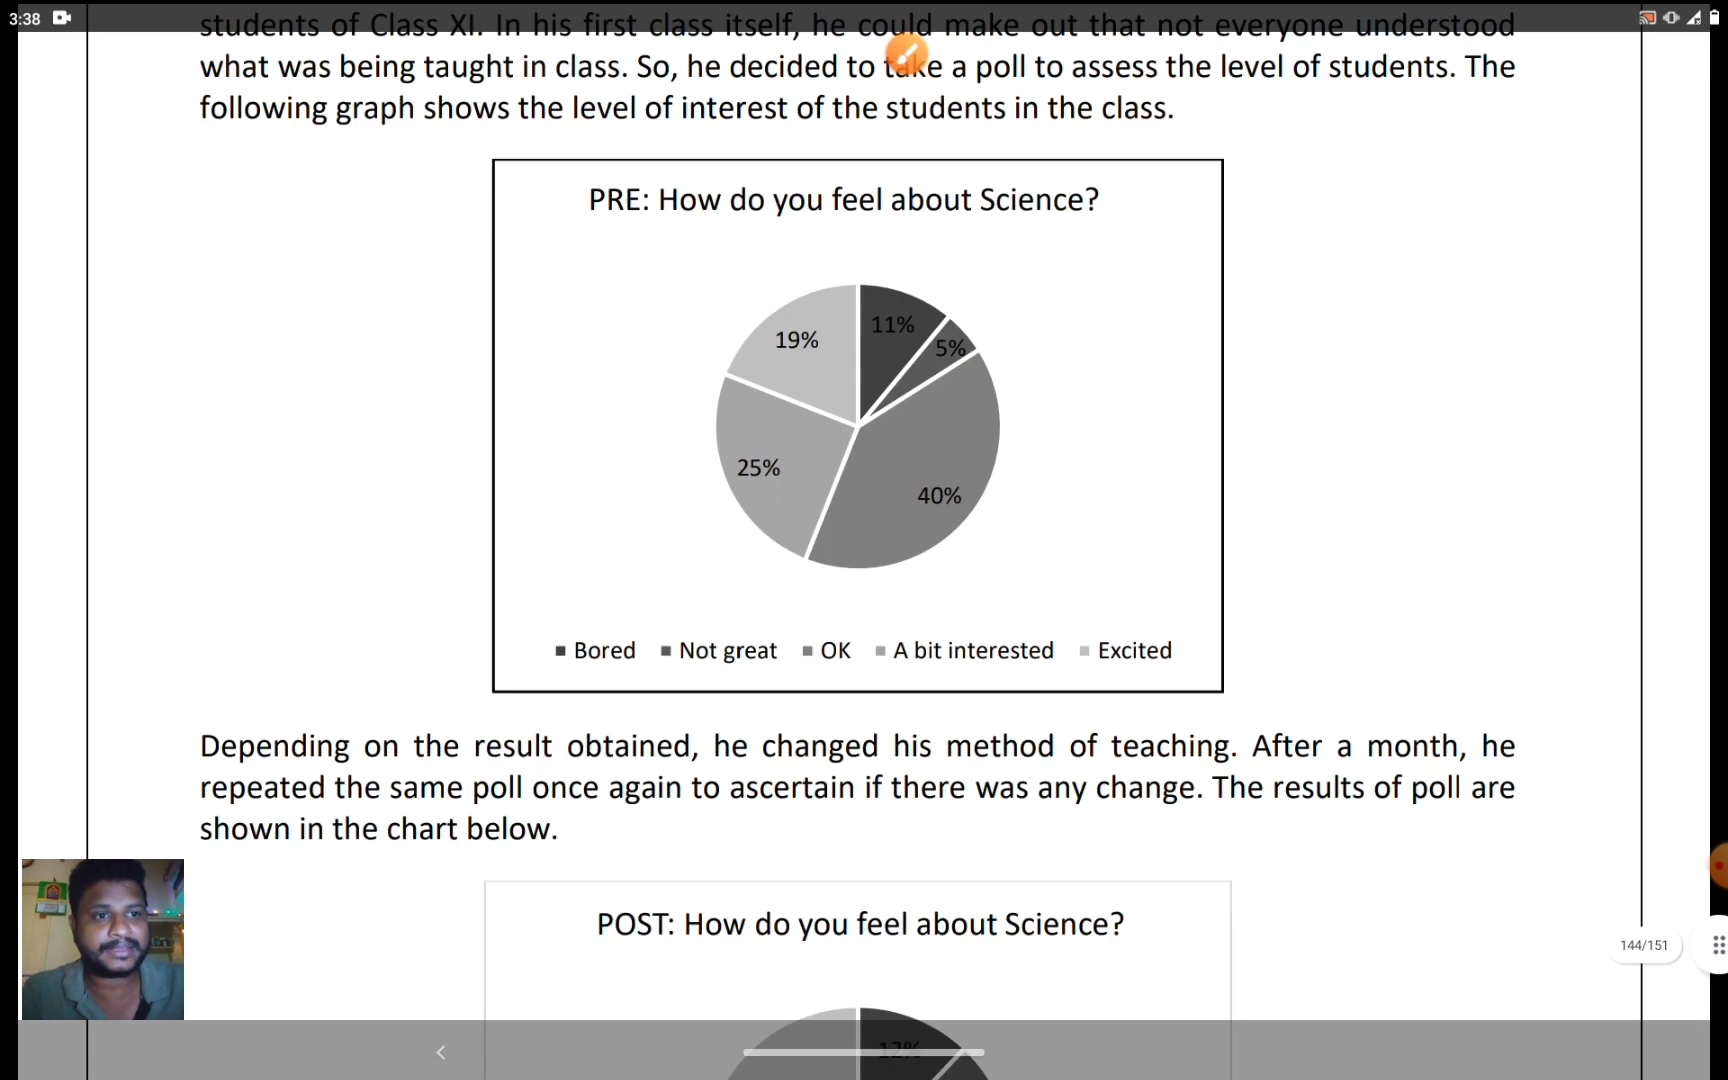 3:38
students of Class XI. In his first class itself, he could make out that not everyone understood
what was being taught in class. So, he decided to take a poll to assess the level of students. The
following graph shows the level of interest of the students in the class.
PRE: How do you feel about Science?
11%
19%
5%
25%
40%
Bored Not great OK A bit interested Excited
Depending on the result obtained, he changed his method of teaching. After a month, he
repeated the same poll once again to ascertain if there was any change. The results of poll are
shown in the chart below.
POST: How do you feel about Science?
144/151
12%